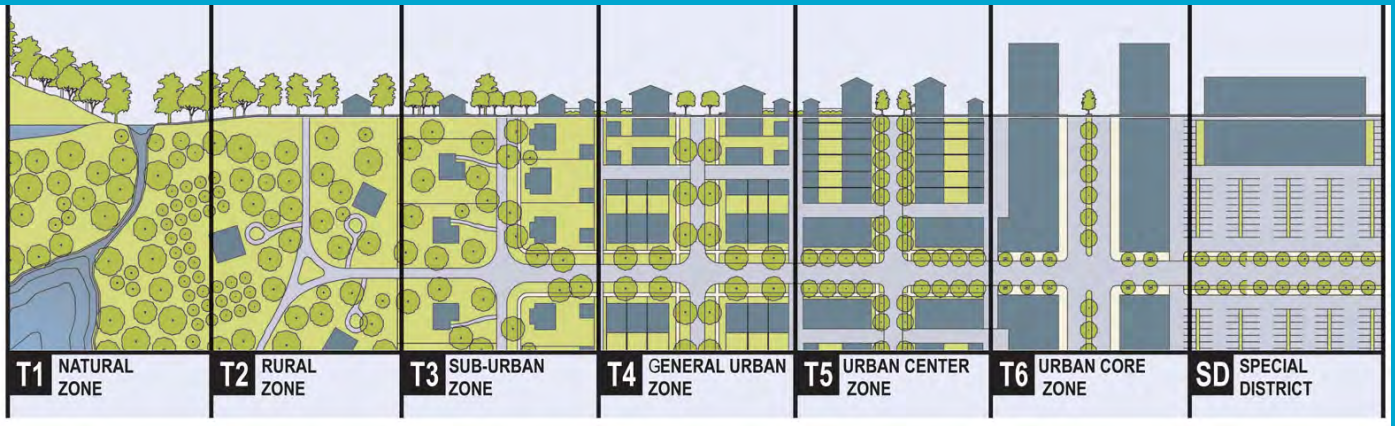 T1 NATURAL
ZONE
T2 RURAL
ZONE
T3 SUB-URBAN
ZONE
T4 GENERAL URBAN
ZONE
T5 URBAN CENTER
ZONE
T6 URBAN CORE
ZONE
SD SPECIAL
DISTRICT